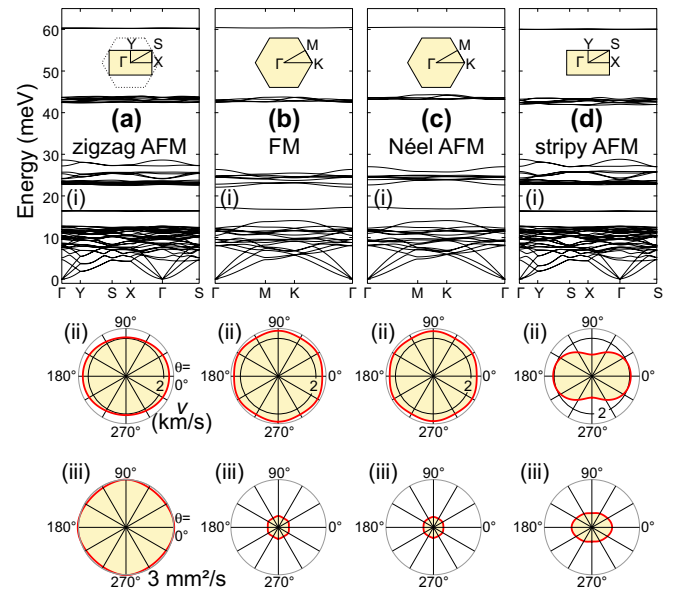 Energy (meV)
60
50
40
30
20
10
0
Y S
Γ X
(a)
zigzag AFM
(i)
Γ Y S X Γ S
M
Γ K
(b)
FM
(i)
Γ M K Γ
M
Γ K
(c)
Néel AFM
(i)
Γ M K Γ
Y S
Γ X
(d)
stripy AFM
(i)
Γ Y S X Γ S
(ii) 90°
180° θ=
0°
2
v
(km/s)
270°
(ii) 90°
180° 2 0°
270°
(ii) 90°
180° 2 0°
270°
(ii) 90°
180° 0°
2
270°
(iii) 90°
180° θ=
0°
270° 3 mm²/s
(iii) 90°
180° 0°
270°
(iii) 90°
180° 0°
270°
(iii) 90°
180° 0°
270°